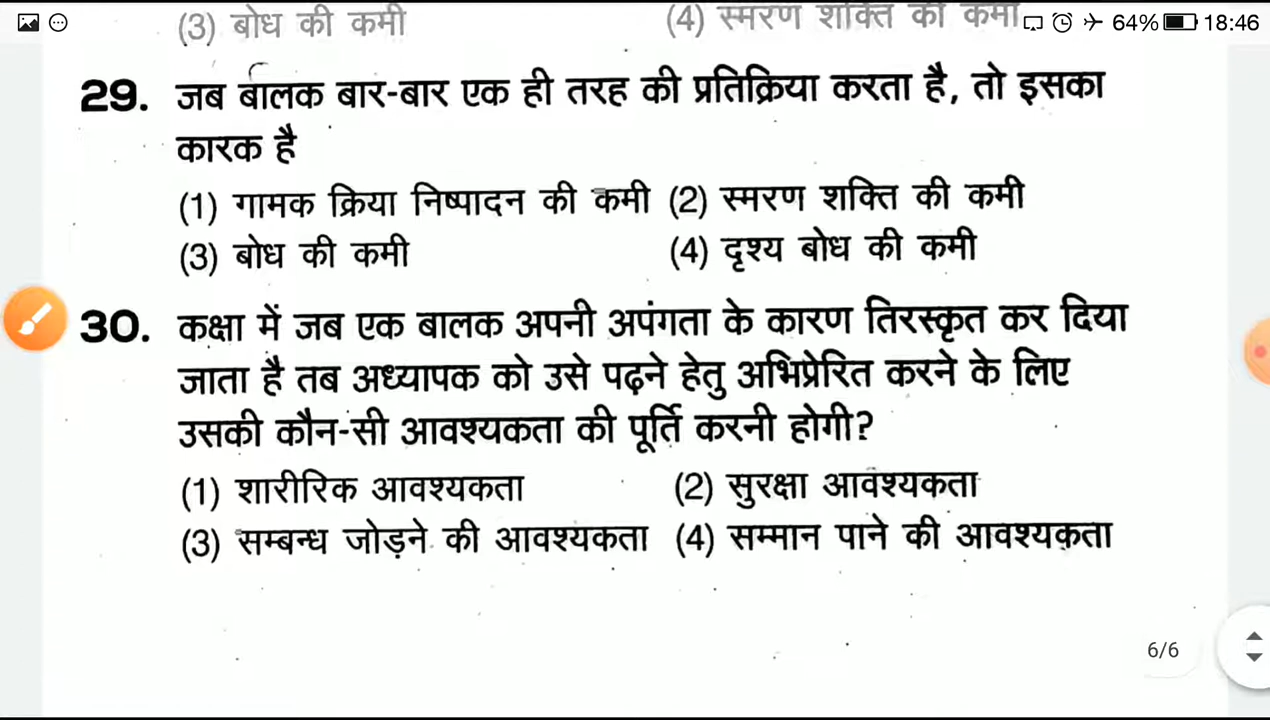 64% 18:46
(3) बोध की कमी (4) स्मरण शक्ति की कमी
29. जब बालक बार-बार एक ही तरह की प्रतिक्रिया करता है, तो इसका
कारक है
(1) गामक क्रिया निष्पादन की कमी (2) स्मरण शक्ति की कमी
(3) बोध की कमी (4) दृश्य बोध की कमी
30. कक्षा में जब एक बालक अपनी अपंगता के कारण तिरस्कृत कर दिया
जाता है तब अध्यापक को उसे पढ़ने हेतु अभिप्रेरित करने के लिए
उसकी कौन-सी आवश्यकता की पूर्ति करनी होगी?
(1) शारीरिक आवश्यकता (2) सुरक्षा आवश्यकता
(3) सम्बन्ध जोड़ने की आवश्यकता (4) सम्मान पाने की आवश्यकता
6/6